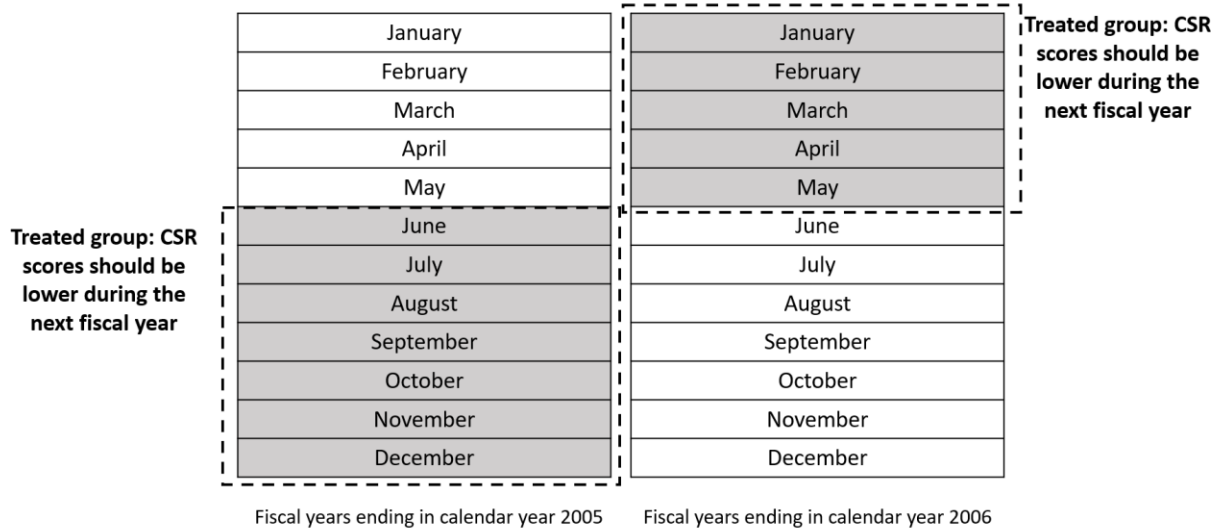 January
February
March
April
May
June
July
August
September
October
November
December
Fiscal years ending in calendar year 2005
Treated group: CSR
scores should be
lower during the
next fiscal year
January
February
March
April
May
June
July
August
September
October
November
December
Fiscal years ending in calendar year 2006
Treated group: CSR
scores should be
lower during the
next fiscal year